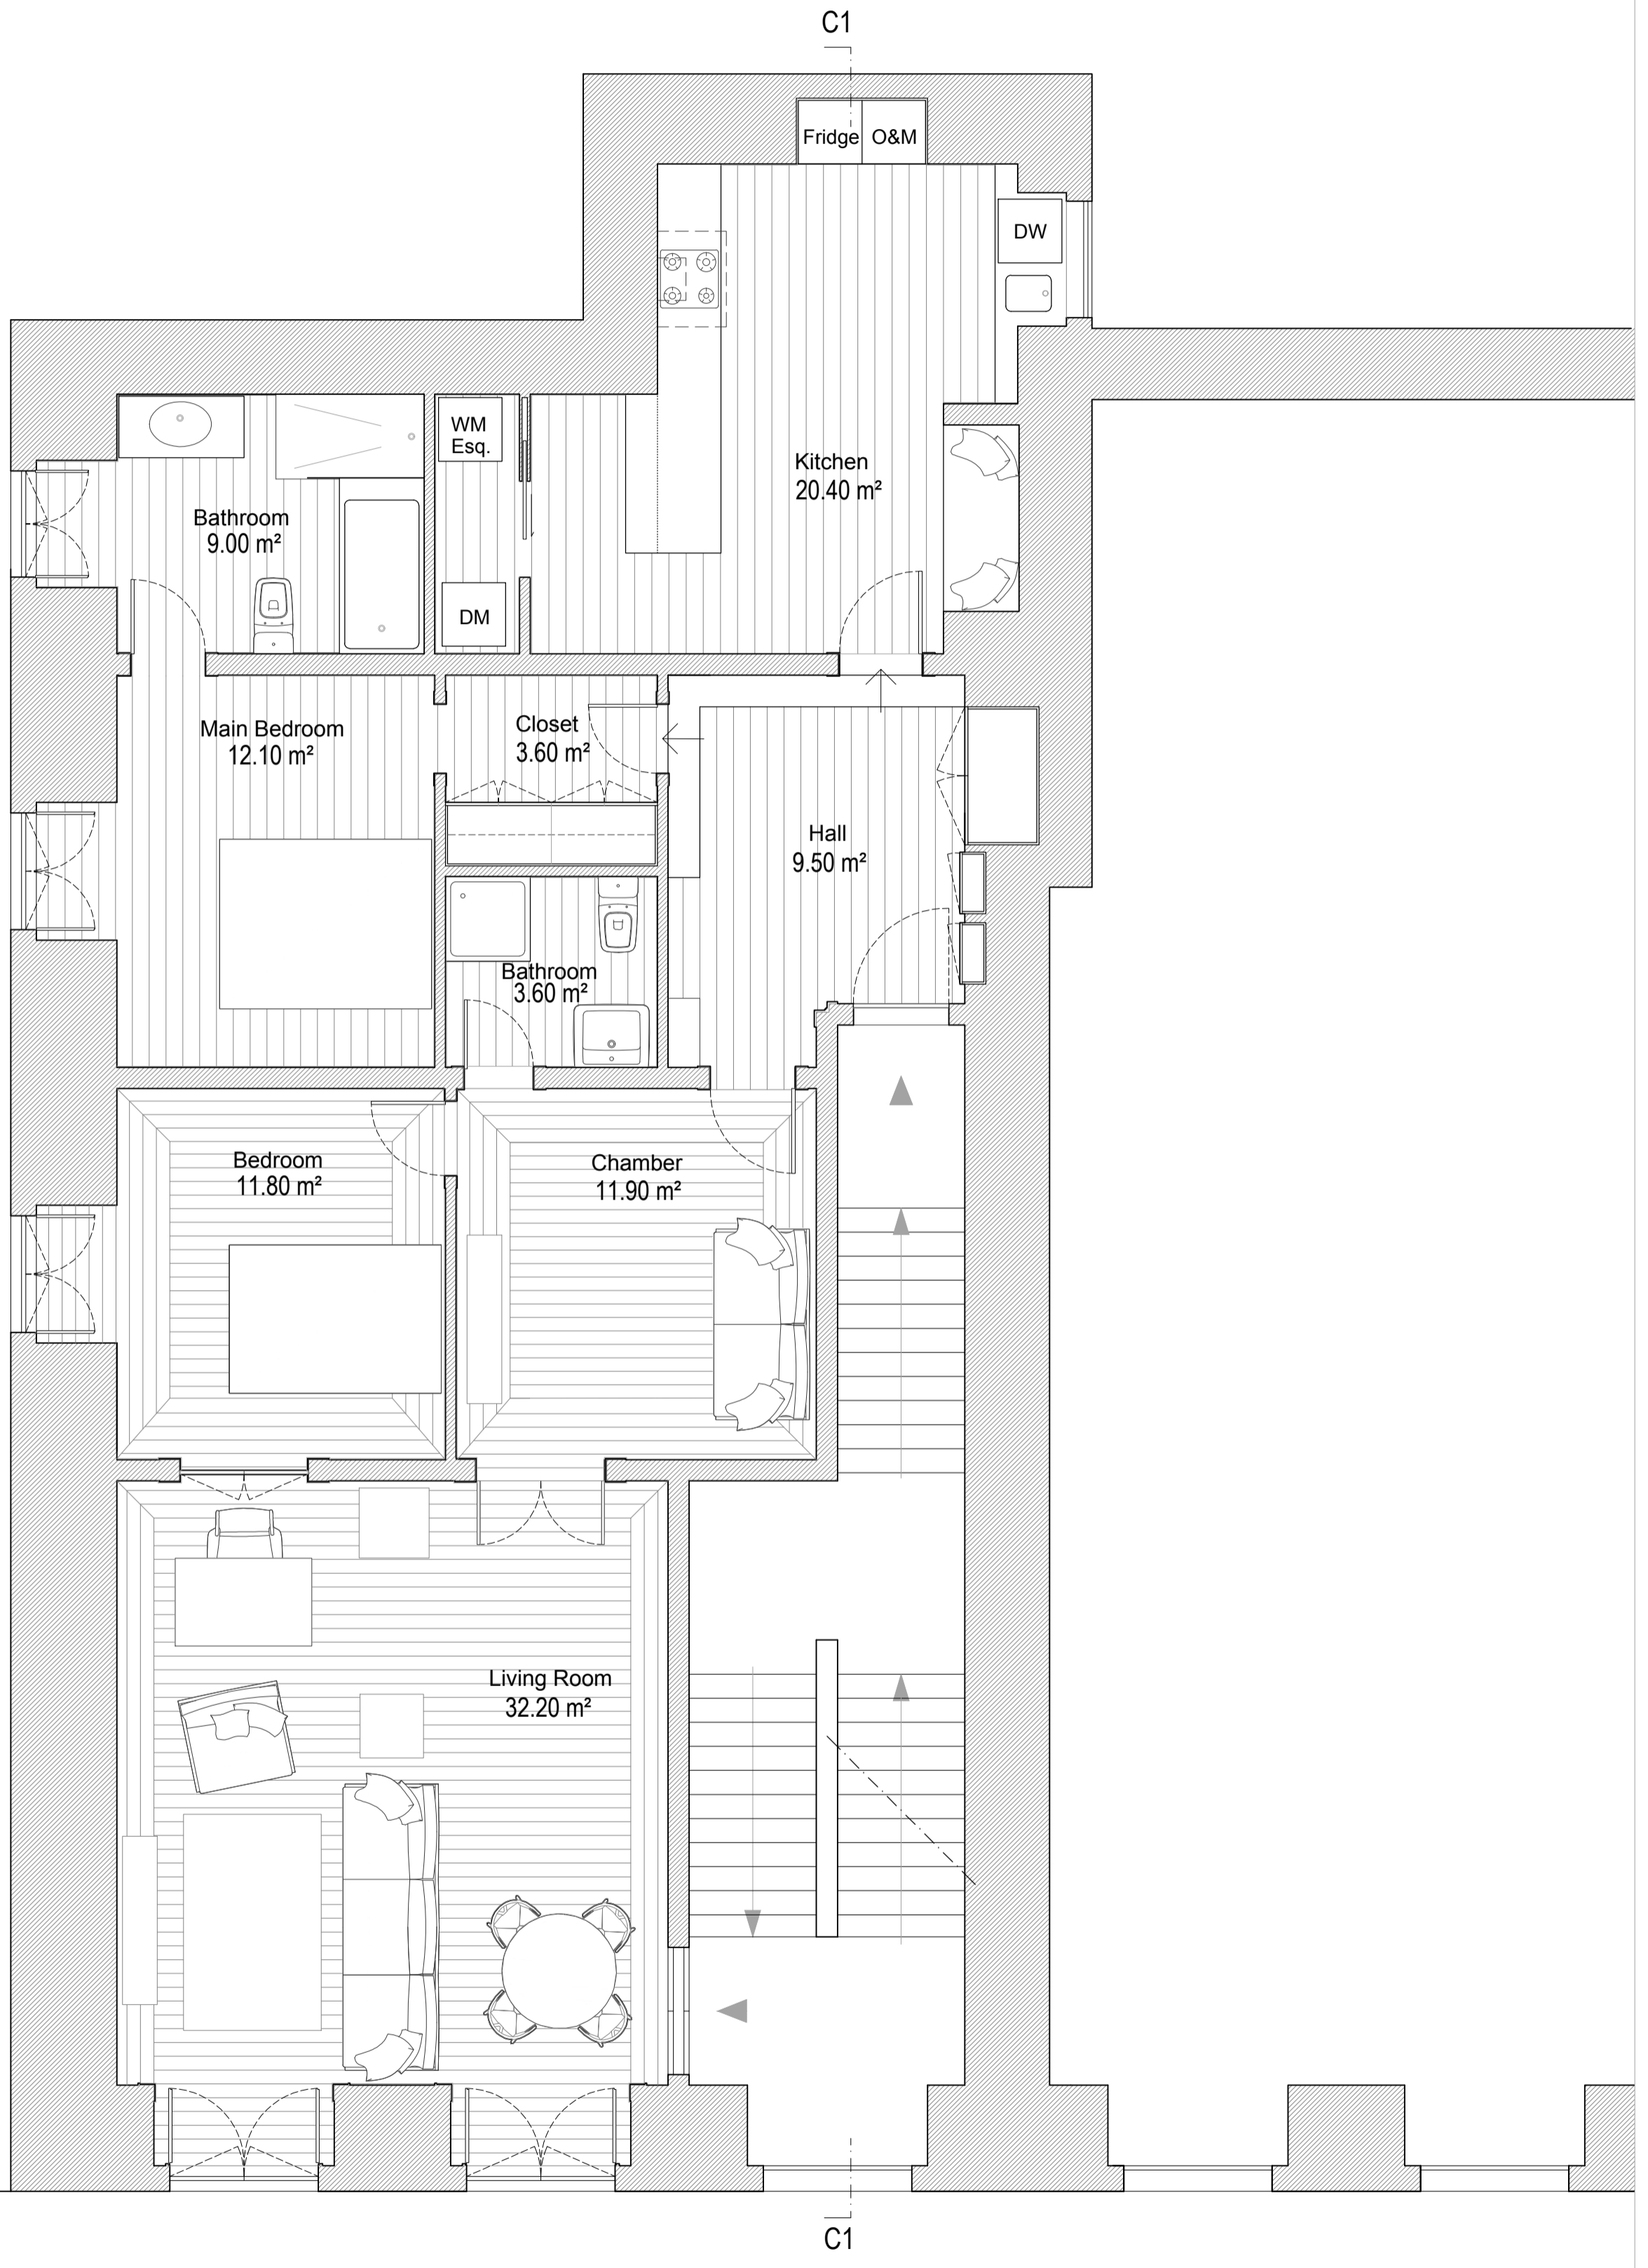 C1
Fridge
O&M
DW
WM
Esq.
Kitchen
20.40 m²
Bathroom
9.00 m²
DM
Main Bedroom
12.10 m²
Closet
3.60 m²
Hall
9.50 m²
Bathroom
3.60 m²
Bedroom
11.80 m²
Chamber
11.90 m²
Living Room
32.20 m²
C1